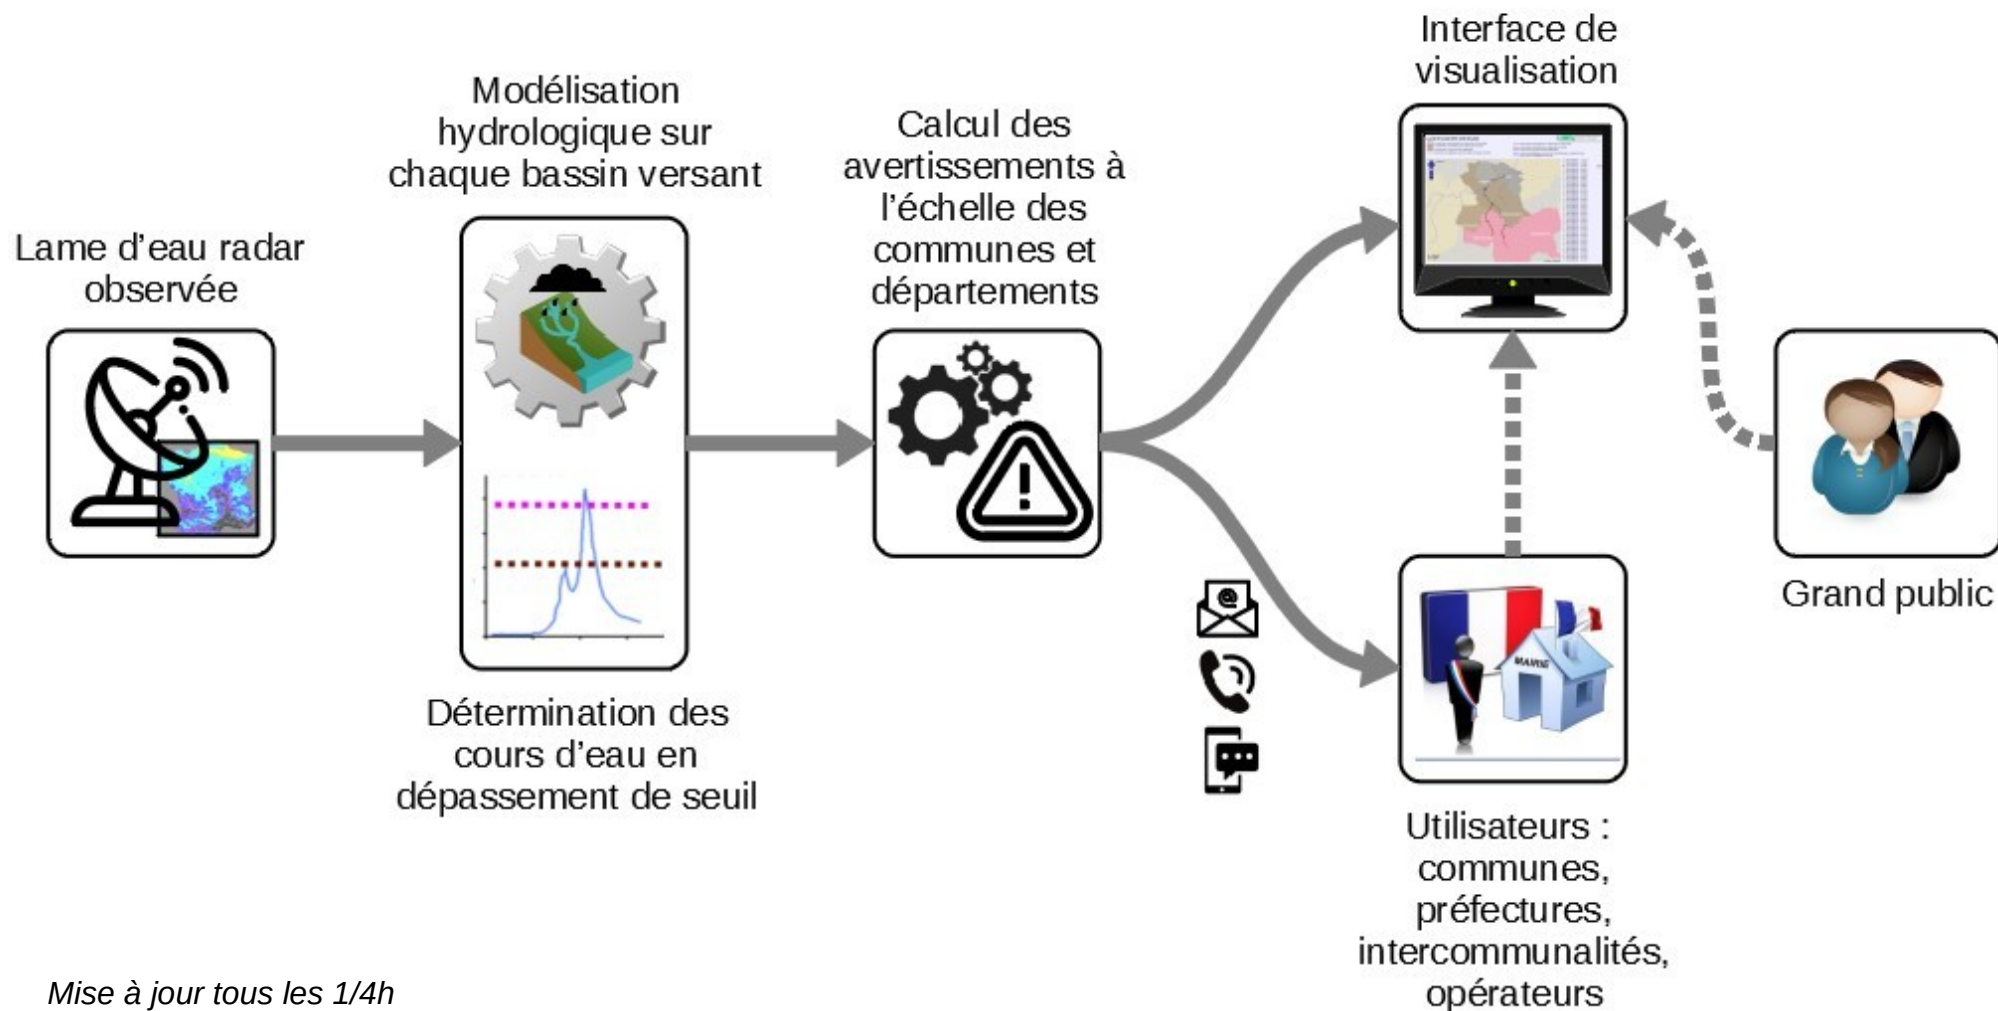 Lame d’eau radar
observée
Modélisation
hydrologique sur
chaque bassin versant
Détermination des
cours d’eau en
dépassement de seuil
Calcul des
avertissements à
l’échelle des
communes et
départements
Interface de
visualisation
MAIRIE
Utilisateurs :
communes,
préfectures,
intercommunalités,
opérateurs
Grand public
Mise à jour tous les 1/4h